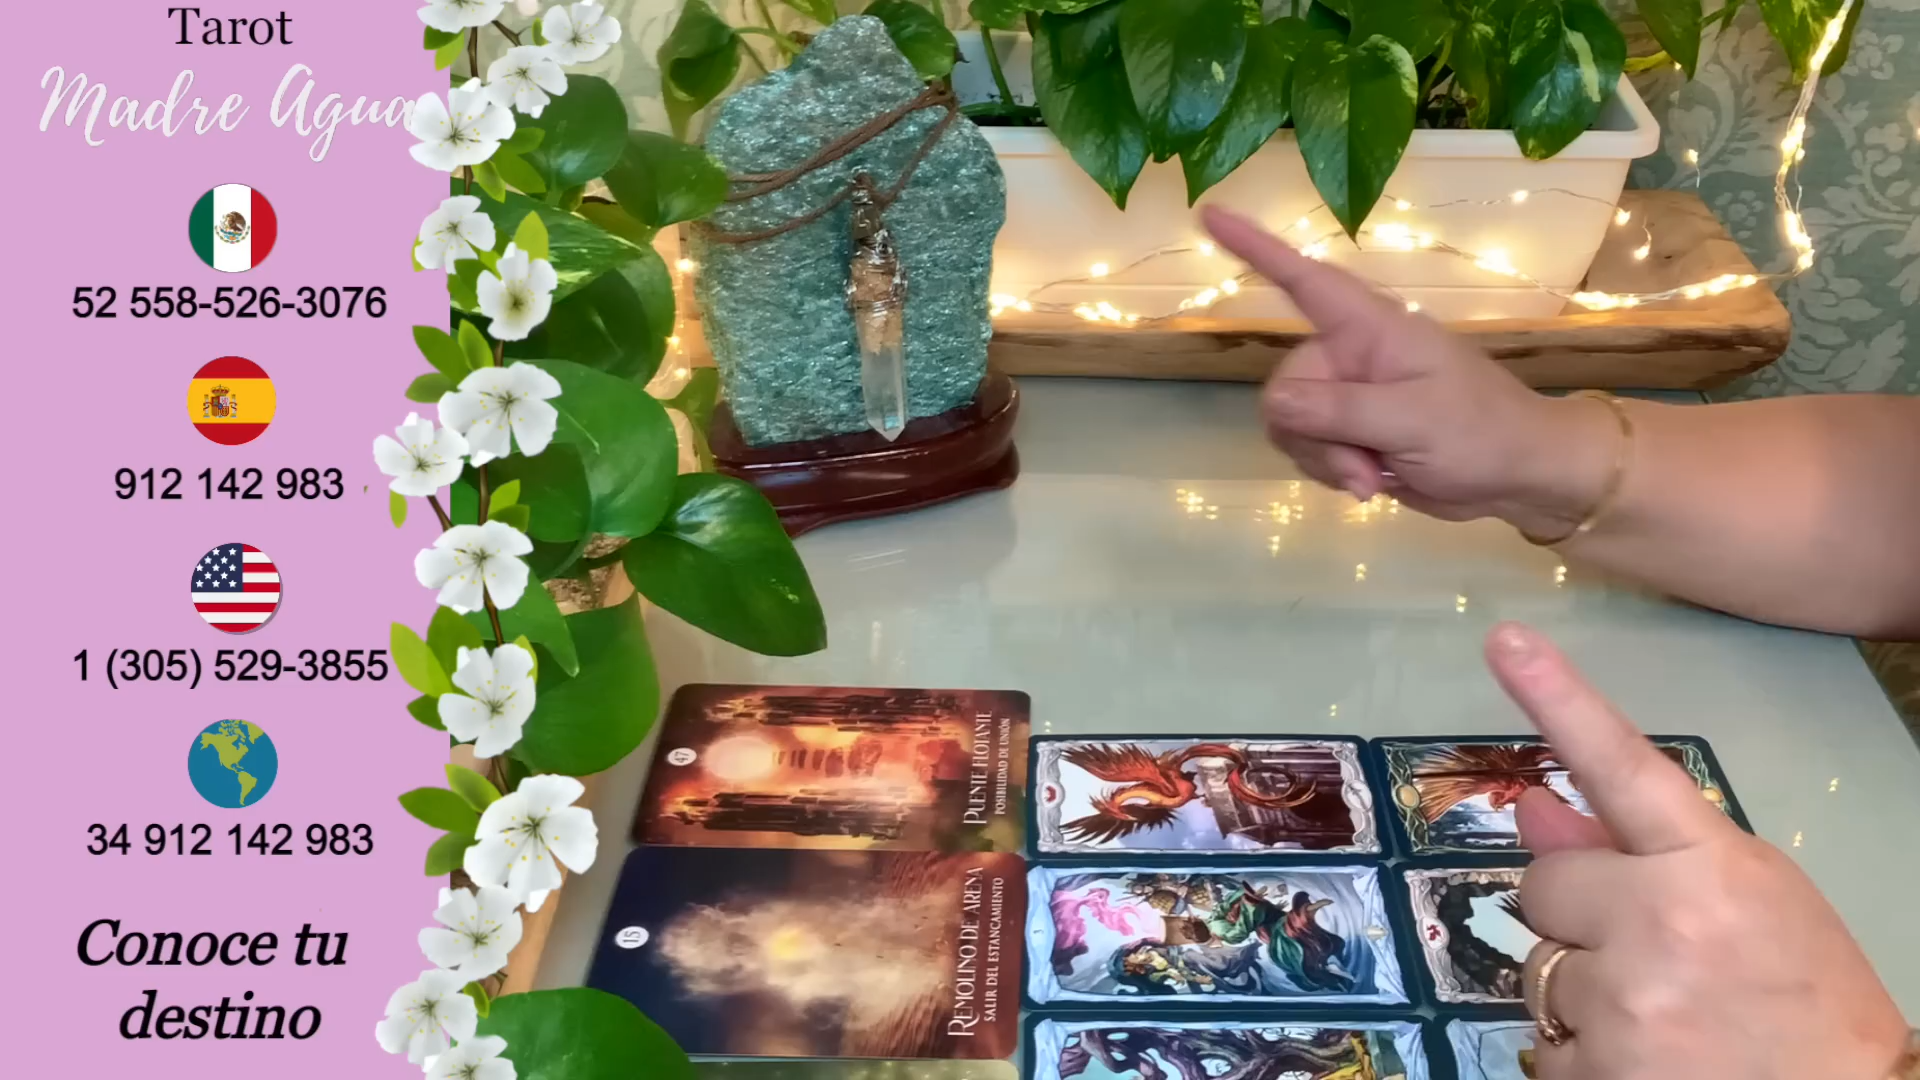 Tarot
Madre Agua
52 558-526-3076
912 142 983
1 (305) 529-3855
34 912 142 983
Conoce tu
destino
47
PUENTE FLOTANTE
POSIBILIDAD DE UNIÓN
15
REMOLINO DE ARENA
SALIR DEL ESTANCAMIENTO